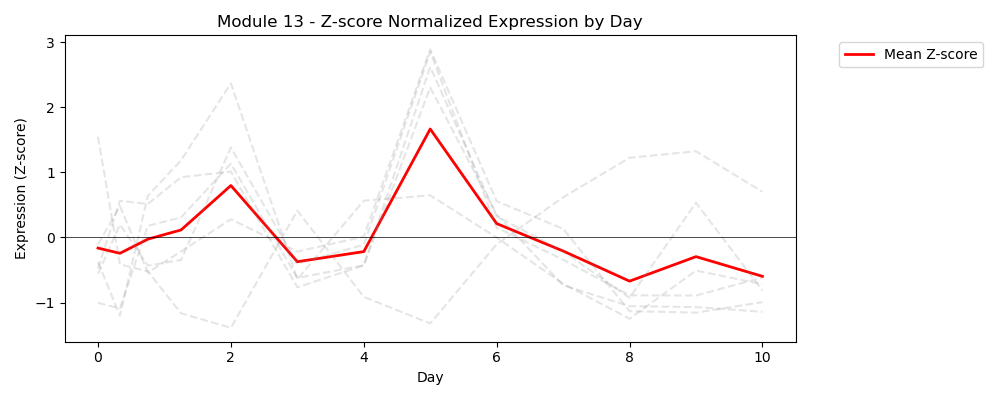 Module 13 - Z-score Normalized Expression by Day
Mean Z-score
Expression (Z-score)
3
2
1
0
−1
0 2 4 6 8 10
Day